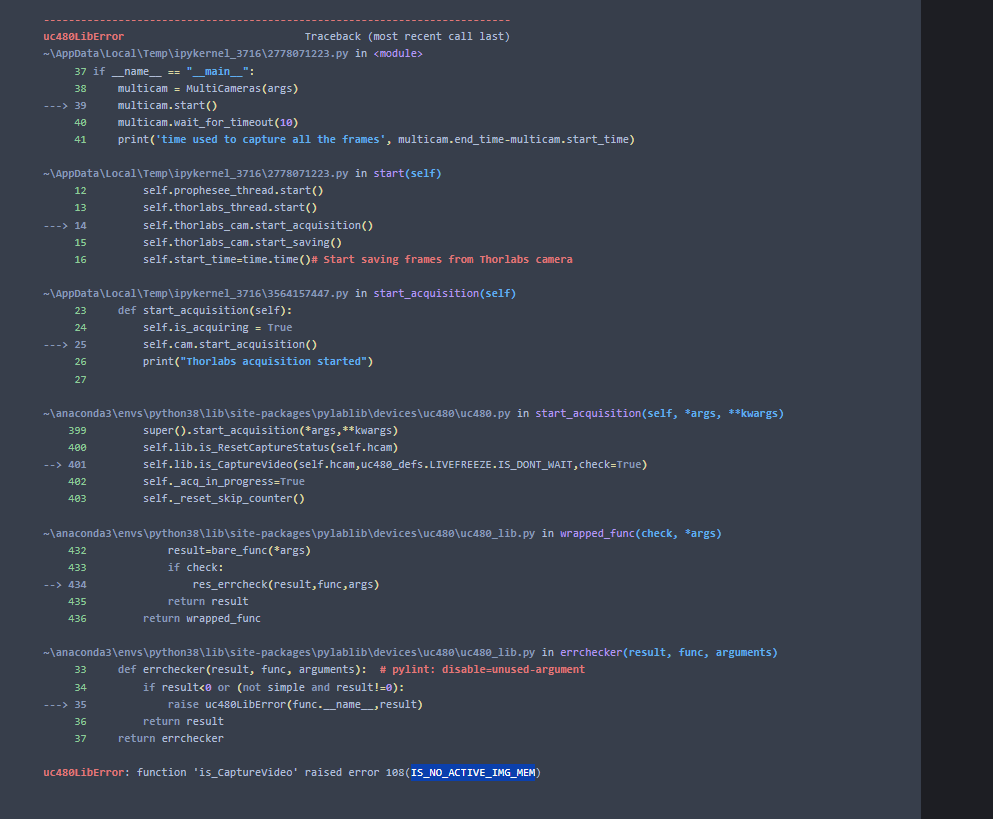 ---------------------------------------------------------------------------
uc480LibError                             Traceback (most recent call last)
~\AppData\Local\Temp\ipykernel_3716\2778071223.py in <module>
     37 if __name__ == "__main__":
     38     multicam = MultiCameras(args)
---> 39     multicam.start()
     40     multicam.wait_for_timeout(10)
     41     print('time used to capture all the frames', multicam.end_time-multicam.start_time)

~\AppData\Local\Temp\ipykernel_3716\2778071223.py in start(self)
     12         self.prophesee_thread.start()
     13         self.thorlabs_thread.start()
---> 14         self.thorlabs_cam.start_acquisition()
     15         self.thorlabs_cam.start_saving()
     16         self.start_time=time.time()# Start saving frames from Thorlabs camera

~\AppData\Local\Temp\ipykernel_3716\3564157447.py in start_acquisition(self)
     23     def start_acquisition(self):
     24         self.is_acquiring = True
---> 25         self.cam.start_acquisition()
     26         print("Thorlabs acquisition started")
     27 

~\anaconda3\envs\python38\lib\site-packages\pylablib\devices\uc480\uc480.py in start_acquisition(self, *args, **kwargs)
    399         super().start_acquisition(*args,**kwargs)
    400         self.lib.is_ResetCaptureStatus(self.hcam)
--> 401         self.lib.is_CaptureVideo(self.hcam,uc480_defs.LIVEFREEZE.IS_DONT_WAIT,check=True)
    402         self._acq_in_progress=True
    403         self._reset_skip_counter()

~\anaconda3\envs\python38\lib\site-packages\pylablib\devices\uc480\uc480_lib.py in wrapped_func(check, *args)
    432             result=bare_func(*args)
    433             if check:
--> 434                 res_errcheck(result,func,args)
    435             return result
    436         return wrapped_func

~\anaconda3\envs\python38\lib\site-packages\pylablib\devices\uc480\uc480_lib.py in errchecker(result, func, arguments)
     33     def errchecker(result, func, arguments):  # pylint: disable=unused-argument
     34         if result<0 or (not simple and result!=0):
---> 35             raise uc480LibError(func.__name__,result)
     36         return result
     37     return errchecker

uc480LibError: function 'is_CaptureVideo' raised error 108(IS_NO_ACTIVE_IMG_MEM)